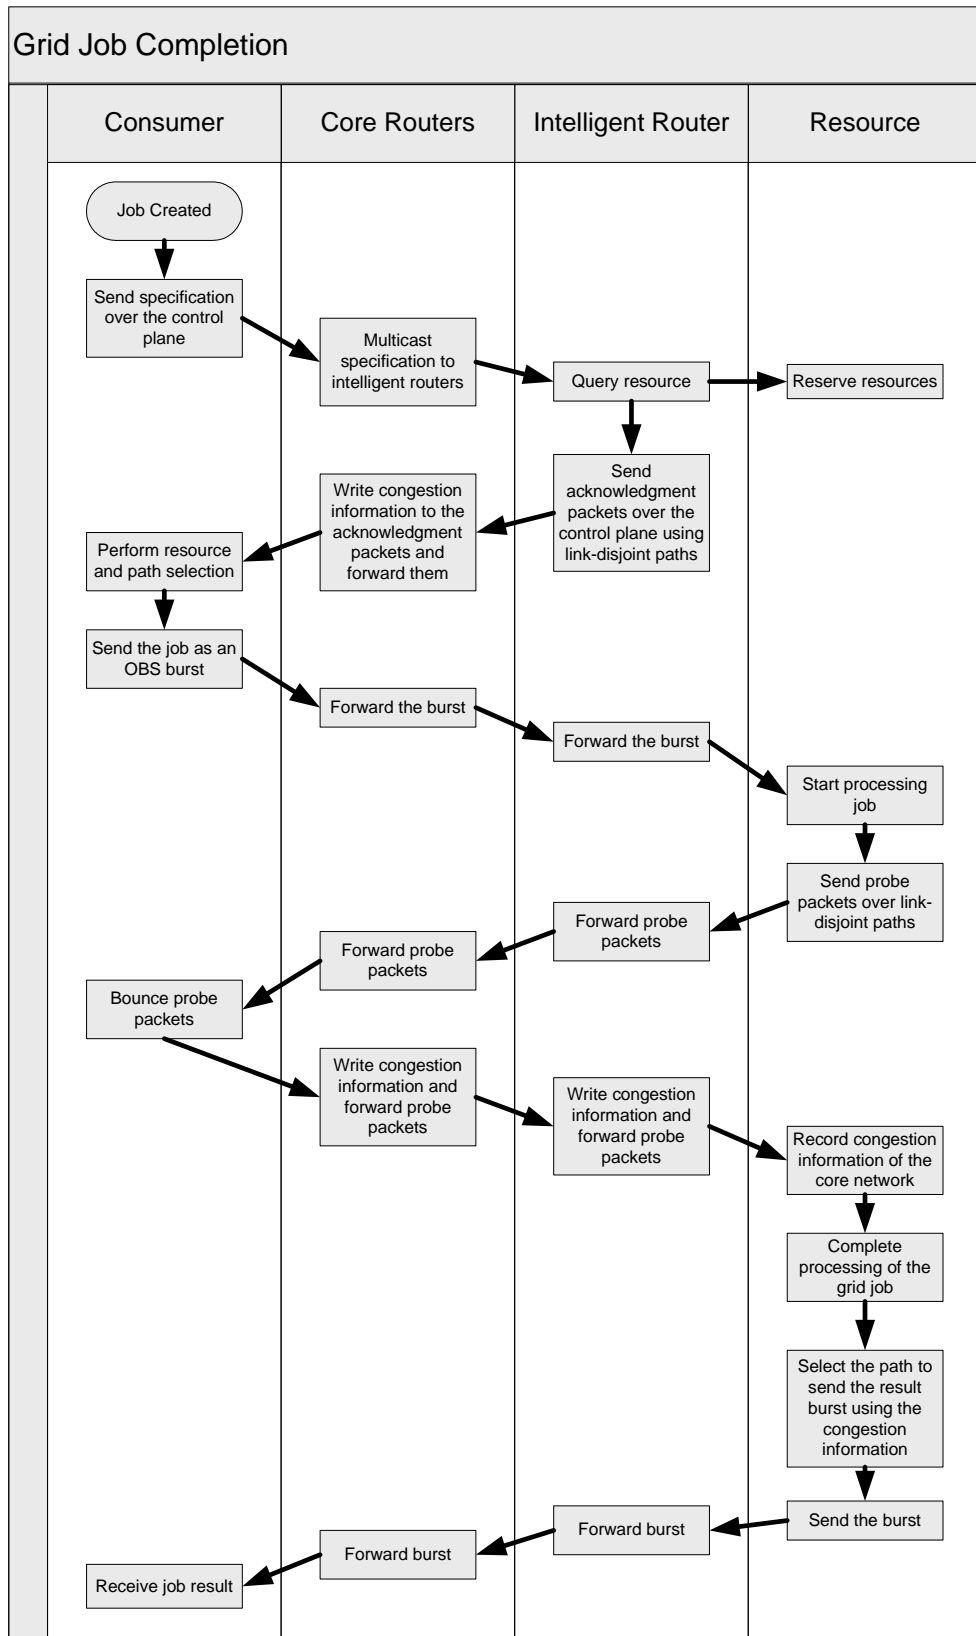 Grid Job Completion
Consumer
Core Routers
Intelligent Router
Resource
Job Created
Send specification
over the control
plane
Multicast
specification to
intelligent routers
Query resource
Reserve resources
Send
acknowledgment
packets over the
control plane using
link-disjoint paths
Write congestion
information to the
acknowledgment
packets and
forward them
Perform resource
and path selection
Send the job as an
OBS burst
Forward the burst
Forward the burst
Start processing
job
Send probe
packets over link-
disjoint paths
Forward probe
packets
Forward probe
packets
Bounce probe
packets
Write congestion
information and
forward probe
packets
Write congestion
information and
forward probe
packets
Record congestion
information of the
core network
Complete
processing of the
grid job
Select the path to
send the result
burst using the
congestion
information
Send the burst
Forward burst
Forward burst
Receive job result